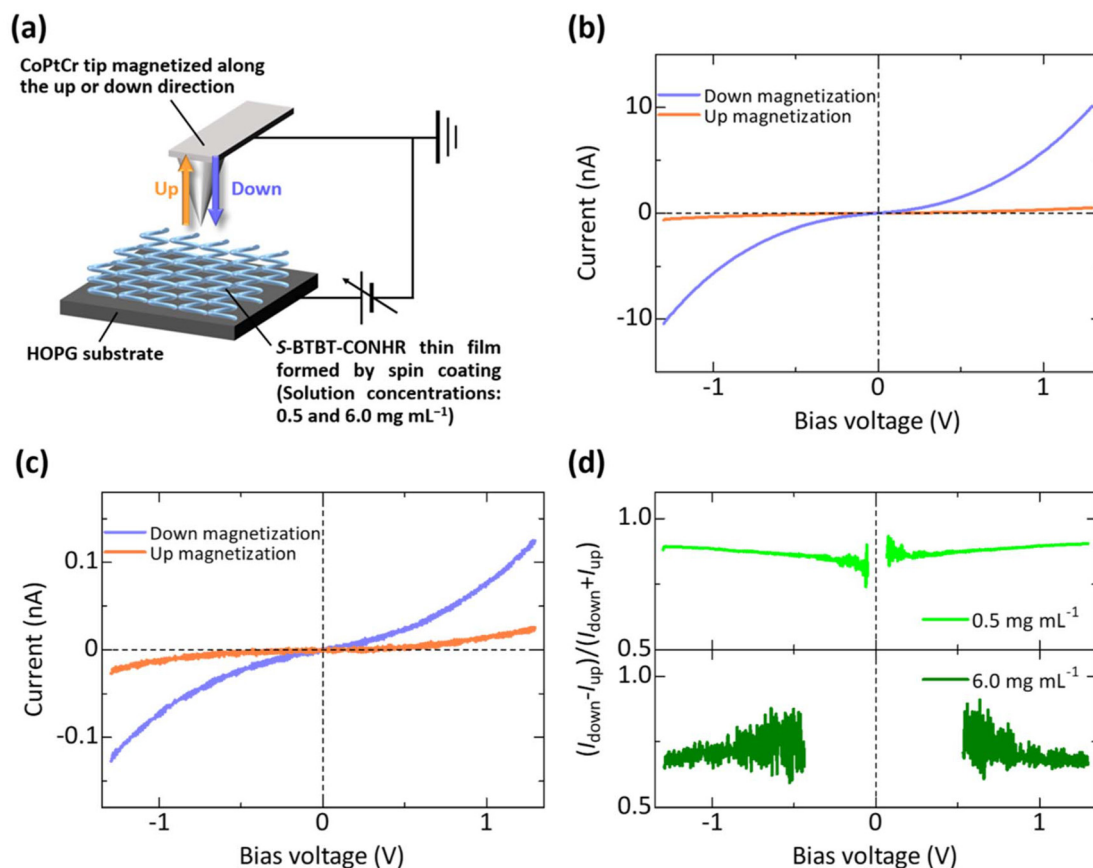 (a)
CoPtCr tip magnetized along
the up or down direction
Up
Down
HOPG substrate
S-BTBT-CONHR thin film
formed by spin coating
(Solution concentrations:
0.5 and 6.0 mg mL⁻¹)
(b)
Down magnetization
Up magnetization
10
0
-10
Current (nA)
-1
0
1
Bias voltage (V)
(c)
Down magnetization
Up magnetization
0.1
0
-0.1
Current (nA)
-1
0
1
Bias voltage (V)
(d)
1.0
0.5 mg mL⁻¹
0.5
1.0
6.0 mg mL⁻¹
0.5
(I_down-I_up)/(I_down+I_up)
-1
0
1
Bias voltage (V)